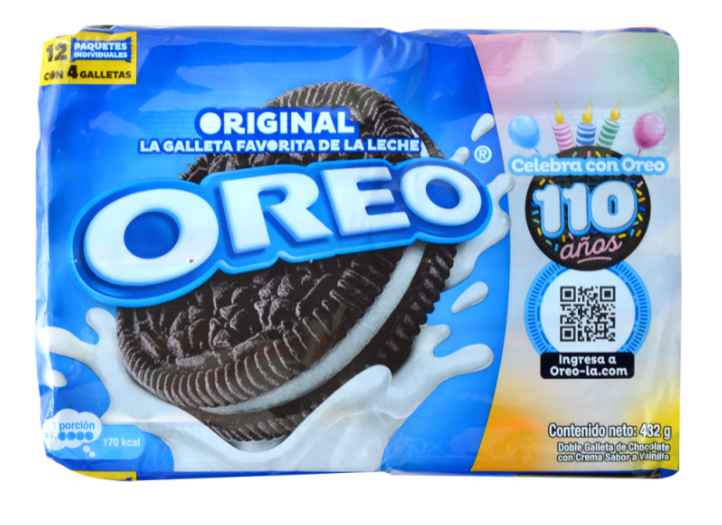 12 PAQUETES
INDIVIDUALES
CON 4 GALLETAS
ORIGINAL
LA GALLETA FAVORITA DE LA LECHE
OREO®
Celebra con Oreo
110
años
Ingresa a
Oreo-la.com
porción
170 kcal
Contenido neto: 432 g
Doble Galleta de Chocolate
con Crema Sabor a Vainilla